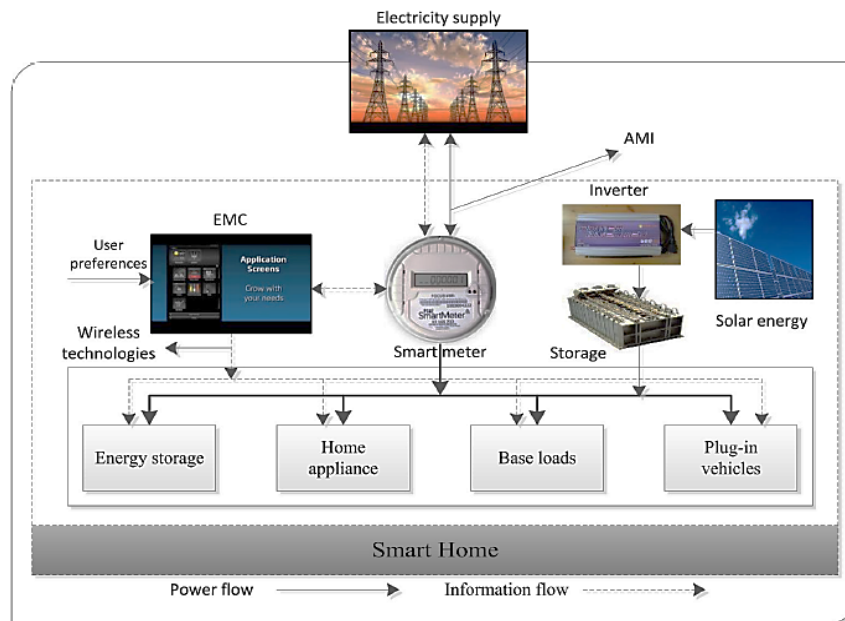 Electricity supply
AMI
Inverter
EMC
User
preferences
Application
Screens
Grow with
your needs
SmartMeter
Wireless
technologies
Smart meter
Storage
Solar energy
Energy storage
Home
appliance
Base loads
Plug-in
vehicles
Smart Home
Power flow
Information flow